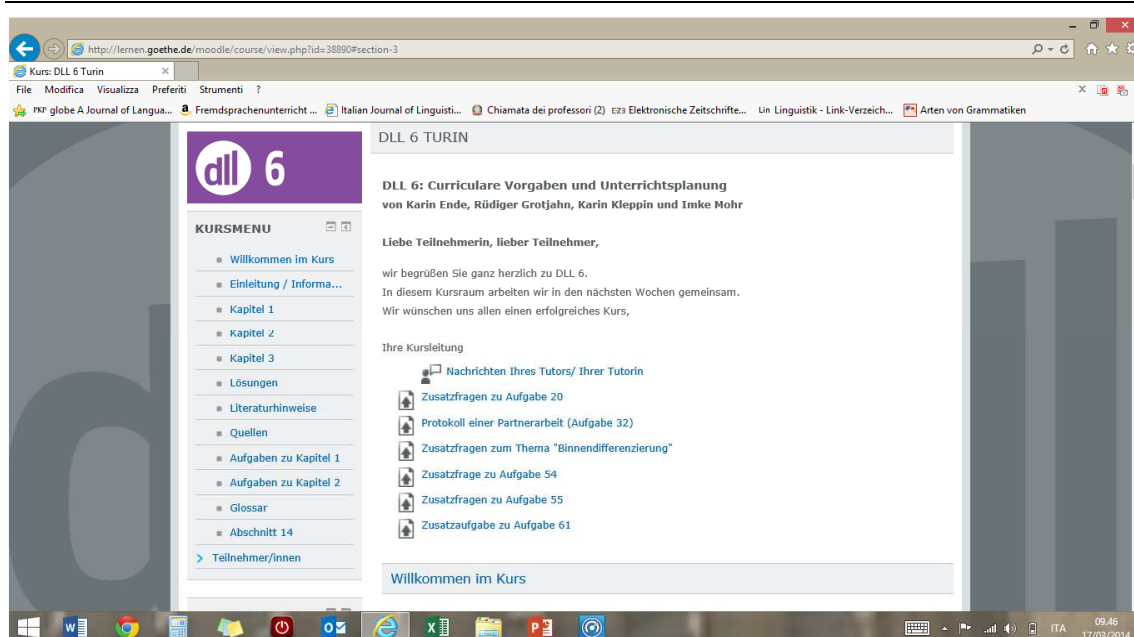 http://lernen.goethe.de/moodle/course/view.php?id=38890#section-3
Kurs: DLL 6 Turin
File Modifica Visualizza Preferiti Strumenti ?
PKP globe A Journal of Langua... Fremdsprachenunterricht ... Italian Journal of Linguisti... Chiamata dei professori (2) EZB Elektronische Zeitschrifte... Lin Linguistik - Link-Verzeich... Arten von Grammatiken
dll 6
KURSMENU
Willkommen im Kurs
Einleitung / Informa...
Kapitel 1
Kapitel 2
Kapitel 3
Lösungen
Literaturhinweise
Quellen
Aufgaben zu Kapitel 1
Aufgaben zu Kapitel 2
Glossar
Abschnitt 14
Teilnehmer/innen
DLL 6 TURIN
DLL 6: Curriculare Vorgaben und Unterrichtsplanung
von Karin Ende, Rüdiger Grotjahn, Karin Kleppin und Imke Mohr
Liebe Teilnehmerin, lieber Teilnehmer,
wir begrüßen Sie ganz herzlich zu DLL 6.
In diesem Kursraum arbeiten wir in den nächsten Wochen gemeinsam.
Wir wünschen uns allen einen erfolgreiches Kurs,
Ihre Kursleitung
Nachrichten Ihres Tutors/ Ihrer Tutorin
Zusatzfragen zu Aufgabe 20
Protokoll einer Partnerarbeit (Aufgabe 32)
Zusatzfragen zum Thema "Binnendifferenzierung"
Zusatzfrage zu Aufgabe 54
Zusatzfragen zu Aufgabe 55
Zusatzaufgabe zu Aufgabe 61
Willkommen im Kurs
ITA
09.46
17/03/2014